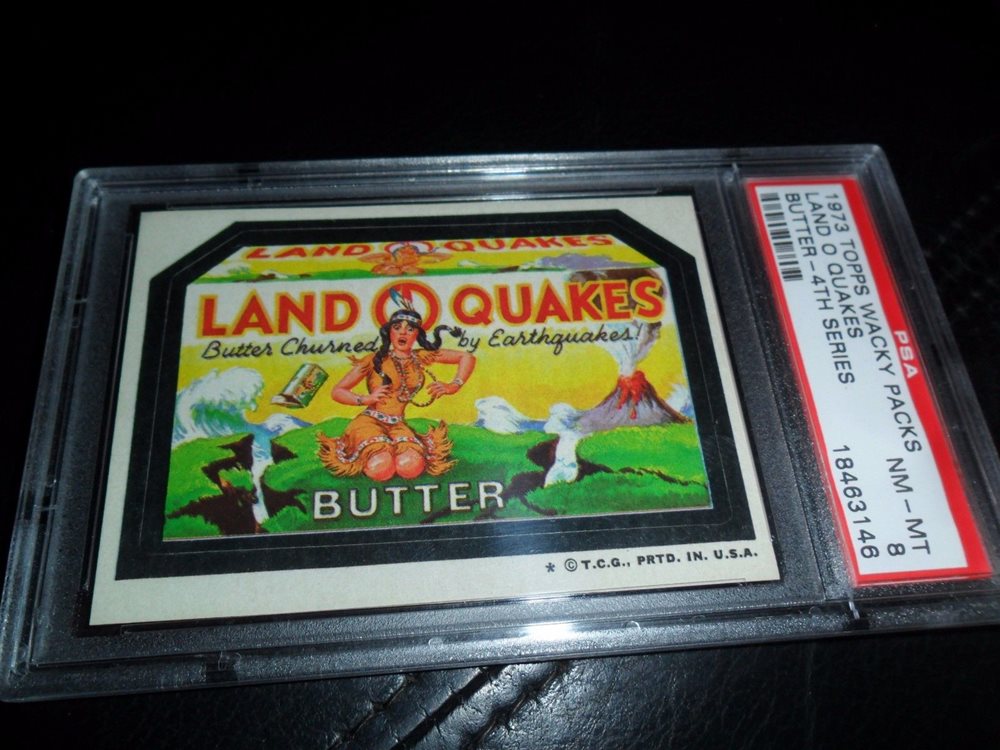 LAND O QUAKES
LAND O QUAKES
Butter Churned by Earthquakes!
BUTTER
* © T.C.G., PRTD. IN. U.S.A.
1973 TOPPS WACKY PACKS NM-MT
LAND O QUAKES 8
BUTTER-4TH SERIES 18463146
PSA